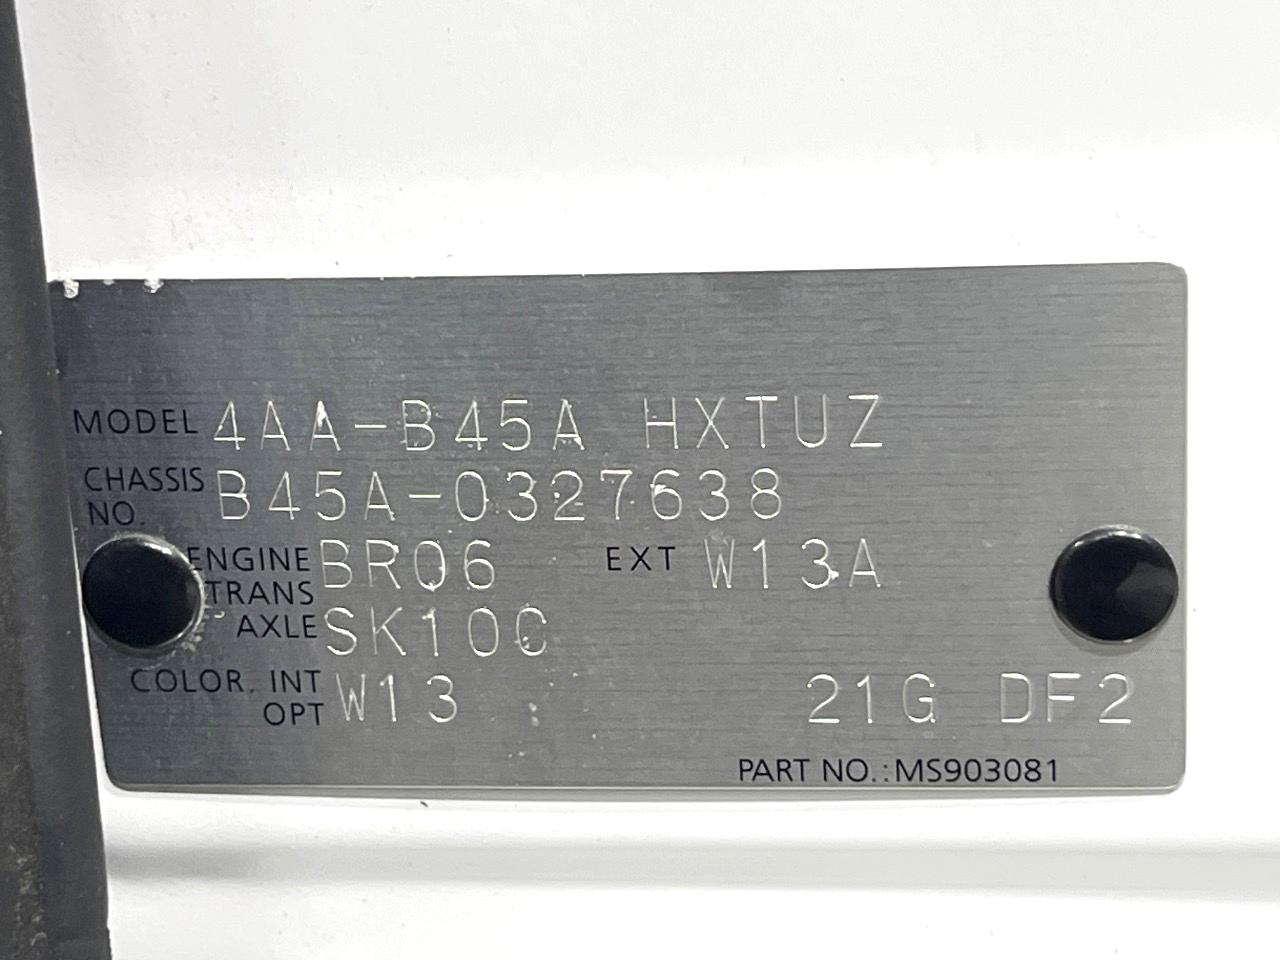 MODEL 4AA-B45A HXTUZ
CHASSIS NO. B45A-0327638
ENGINE BR06 EXT W13A
TRANS AXLE SK10C
COLOR. INT W13 21G DF2
OPT
PART NO.: MS903081